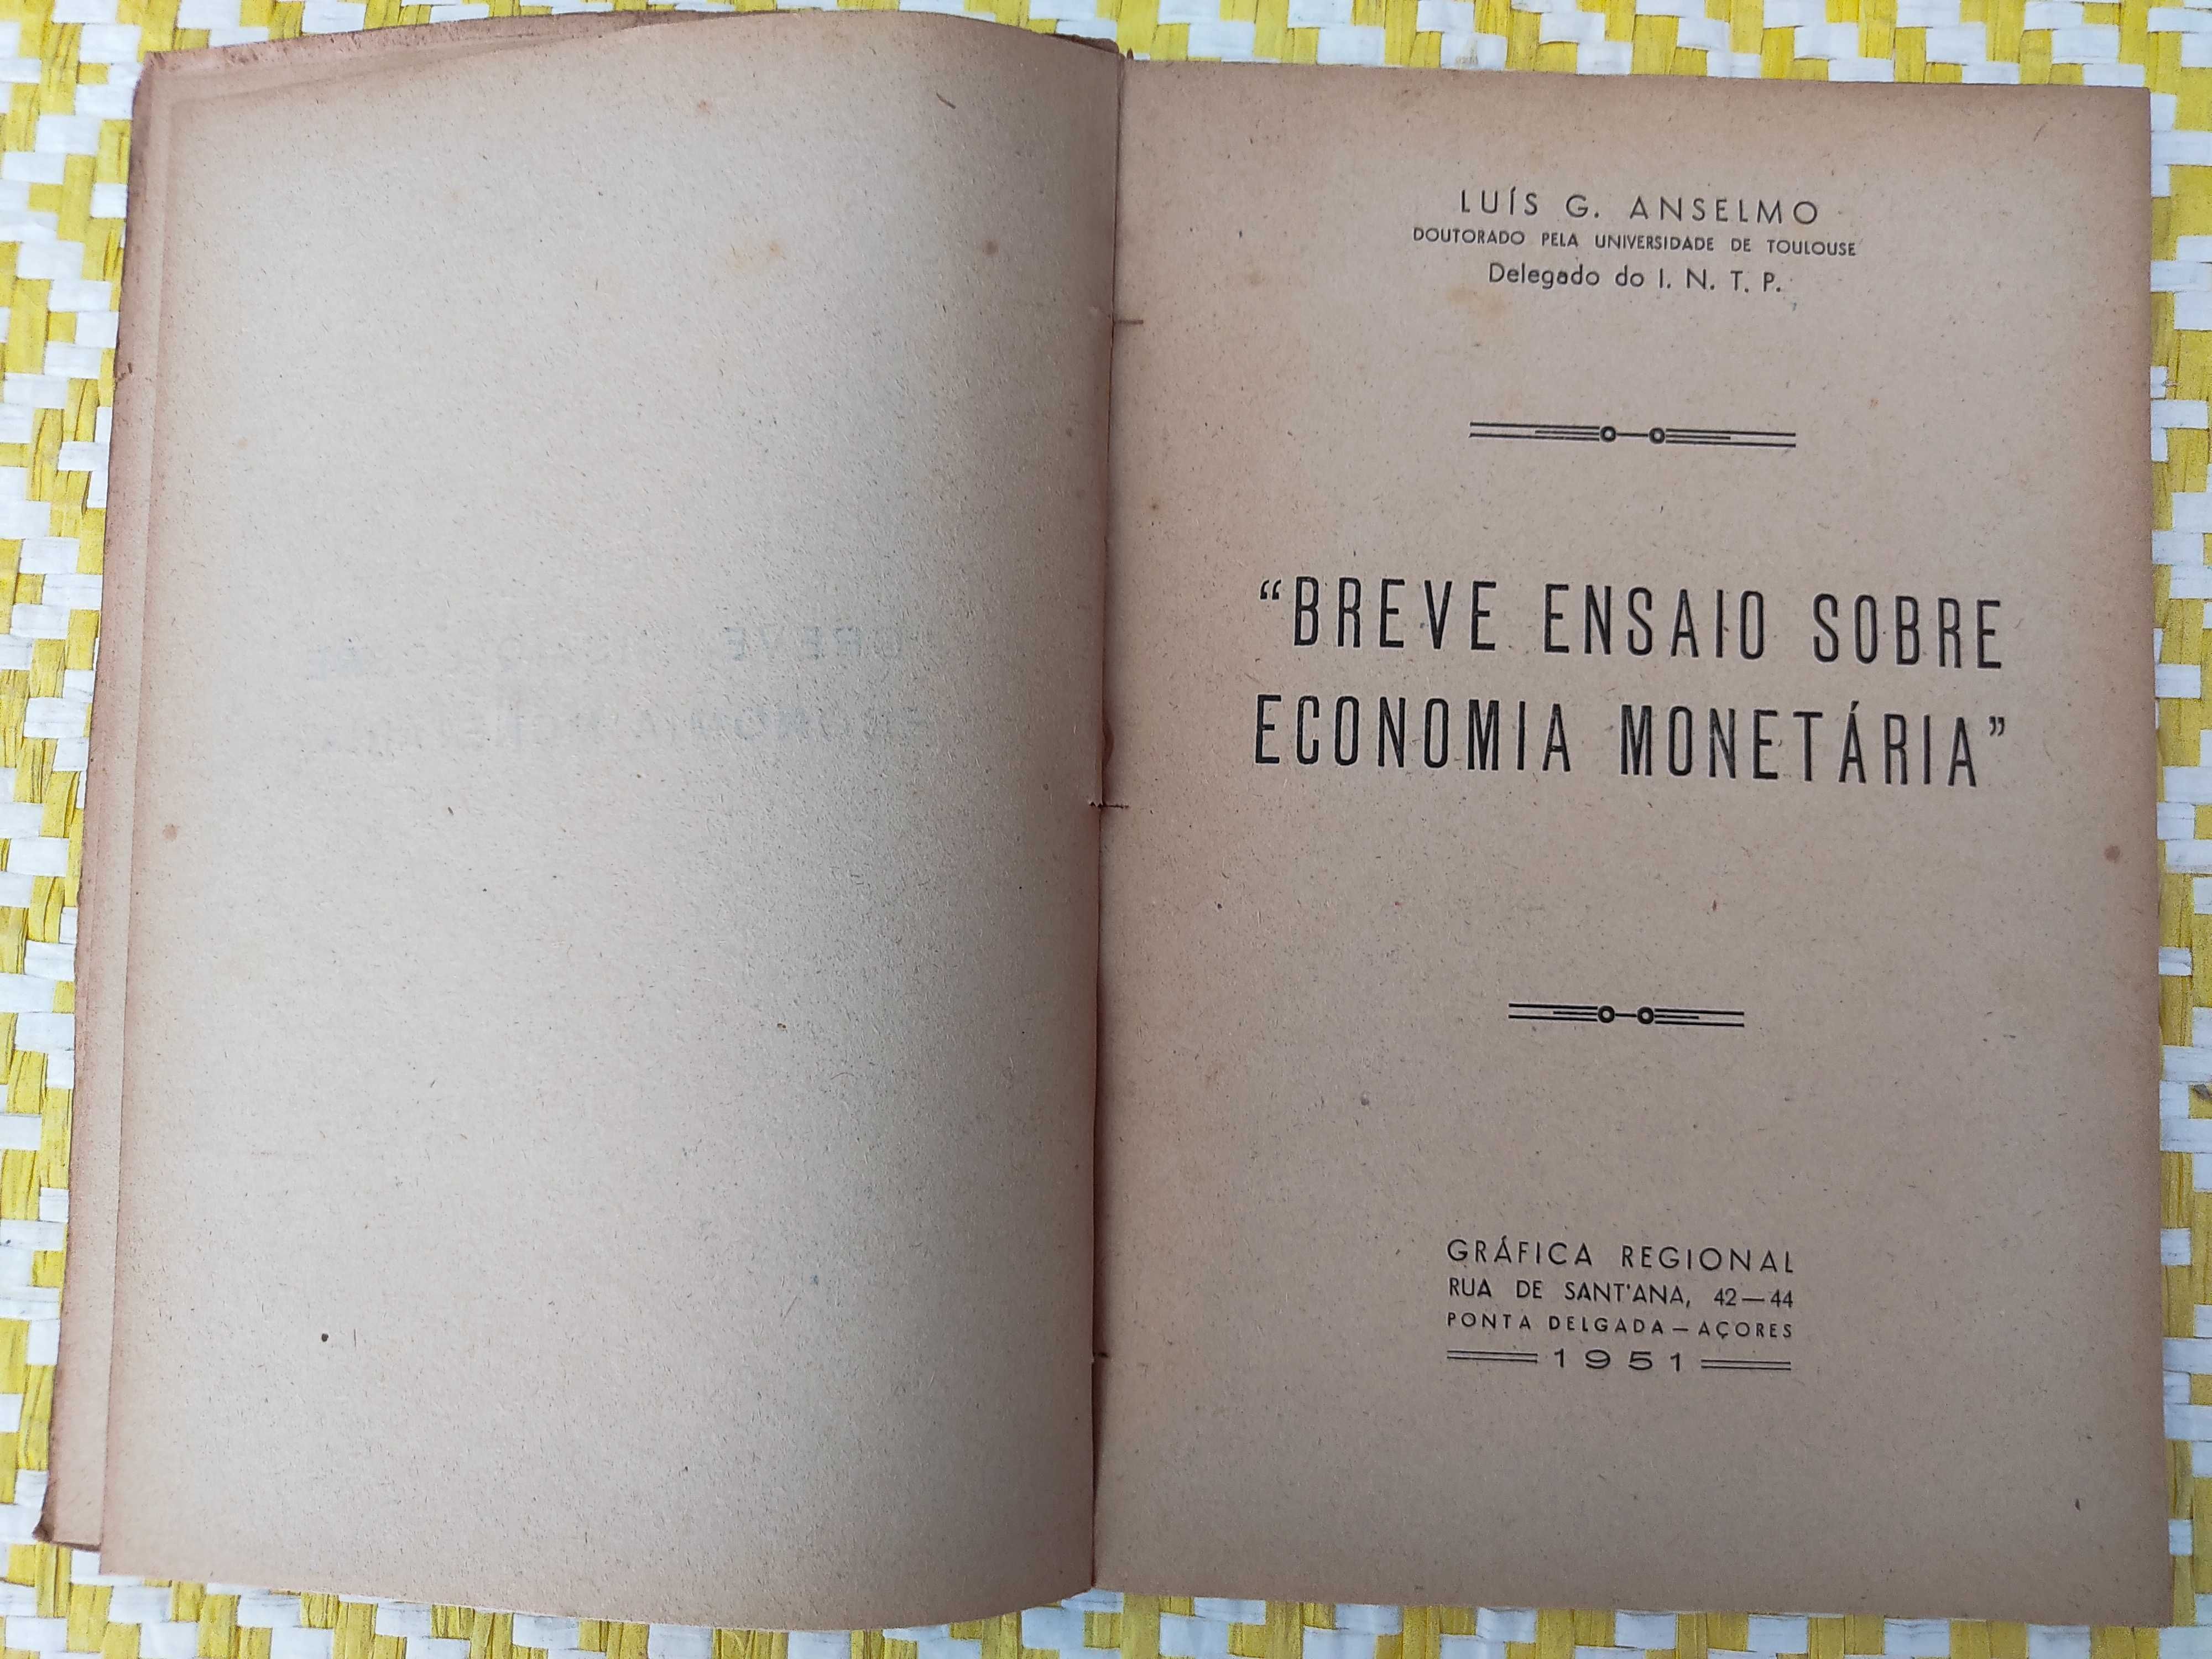 LUÍS G. ANSELMO
DOUTORADO PELA UNIVERSIDADE DE TOULOUSE
Delegado do I. N. T. P.
“BREVE ENSAIO SOBRE
ECONOMIA MONETÁRIA”
GRÁFICA REGIONAL
RUA DE SANT'ANA, 42—44
PONTA DELGADA — AÇORES
1951